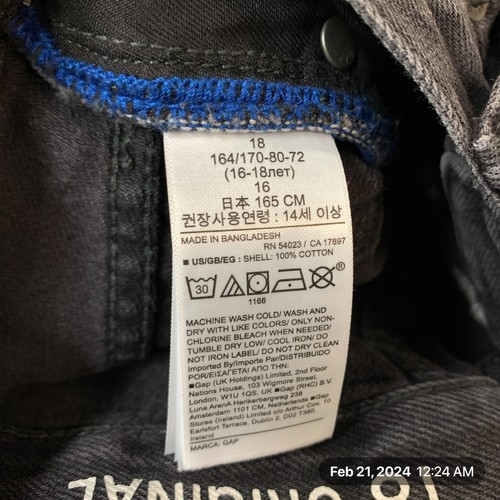 18
164/170-80-72
(16-18лет)
16
日本 165 CM
권장사용연령 : 14세 이상
MADE IN BANGLADESH
RN 54023 / CA 17897
■ US/GB/EG : SHELL: 100% COTTON
30
®
1166
MACHINE WASH COLD/ WASH AND
DRY WITH LIKE COLORS/ ONLY NON-
CHLORINE BLEACH WHEN NEEDED/
TUMBLE DRY LOW/ COOL IRON/ DO
NOT IRON LABEL/ DO NOT DRY CLEAN
Imported By/Importe Par/DISTRIBUIDO
POR/ΕΙΣΑΓΕΤΑΙ ΑΠΟ ΤΗΝ/
■Gap (UK Holdings) Limited, 2nd Floor
Nations House, 103 Wigmore Street,
London, W1U 1QS, UK ■Gap (RHC) B.V.
Luna ArenA Herikerbergweg 238
Amsterdam 1101 CM, Netherlands ■Gap
Stores (Ireland) Limited c/o Arthur Cox, 10
Earlsfort Terrace, Dublin 2, D02 T380,
Ireland
MARCA: GAP
ORIGINAL
Feb 21, 2024 12:24 AM